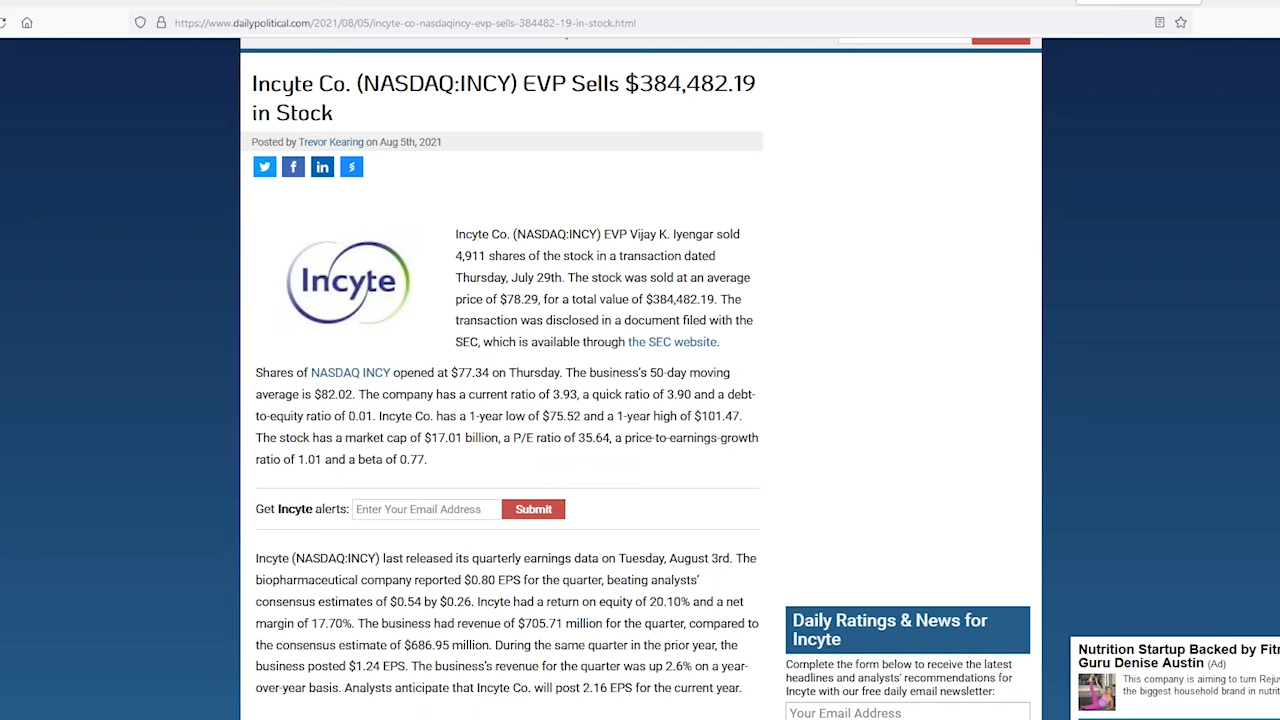 https://www.dailypolitical.com/2021/08/05/incyte-co-nasdaqincy-evp-sells-384482-19-in-stock.html
Incyte Co. (NASDAQ:INCY) EVP Sells $384,482.19
in Stock
Posted by Trevor Kearing on Aug 5th, 2021
Incyte
Incyte Co. (NASDAQ:INCY) EVP Vijay K. Iyengar sold
4,911 shares of the stock in a transaction dated
Thursday, July 29th. The stock was sold at an average
price of $78.29, for a total value of $384,482.19. The
transaction was disclosed in a document filed with the
SEC, which is available through the SEC website.
Shares of NASDAQ INCY opened at $77.34 on Thursday. The business's 50-day moving
average is $82.02. The company has a current ratio of 3.93, a quick ratio of 3.90 and a debt-
to-equity ratio of 0.01. Incyte Co. has a 1-year low of $75.52 and a 1-year high of $101.47.
The stock has a market cap of $17.01 billion, a P/E ratio of 35.64, a price-to-earnings-growth
ratio of 1.01 and a beta of 0.77.
Get Incyte alerts: Enter Your Email Address Submit
Incyte (NASDAQ:INCY) last released its quarterly earnings data on Tuesday, August 3rd. The
biopharmaceutical company reported $0.80 EPS for the quarter, beating analysts'
consensus estimates of $0.54 by $0.26. Incyte had a return on equity of 20.10% and a net
margin of 17.70%. The business had revenue of $705.71 million for the quarter, compared to
the consensus estimate of $686.95 million. During the same quarter in the prior year, the
business posted $1.24 EPS. The business's revenue for the quarter was up 2.6% on a year-
over-year basis. Analysts anticipate that Incyte Co. will post 2.16 EPS for the current year.
Daily Ratings & News for
Incyte
Complete the form below to receive the latest
headlines and analysts' recommendations for
Incyte with our free daily email newsletter:
Your Email Address
Nutrition Startup Backed by
Guru Denise Austin (Ad)
This company is aiming to turn
the biggest household brand in